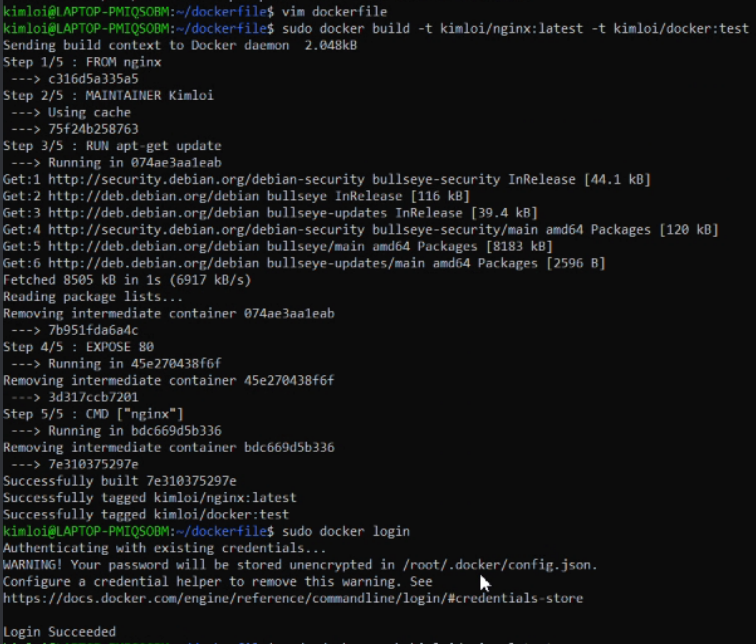 kimloi@LAPTOP-PMIQSOBM:~/dockerfile$ vim dockerfile
kimloi@LAPTOP-PMIQSOBM:~/dockerfile$ sudo docker build -t kimloi/nginx:latest -t kimloi/docker:test
Sending build context to Docker daemon  2.048kB
Step 1/5 : FROM nginx
 ---> c316d5a335a5
Step 2/5 : MAINTAINER Kimloi
 ---> Using cache
 ---> 75f24b258763
Step 3/5 : RUN apt-get update
 ---> Running in 074ae3aa1eab
Get:1 http://security.debian.org/debian-security bullseye-security InRelease [44.1 kB]
Get:2 http://deb.debian.org/debian bullseye InRelease [116 kB]
Get:3 http://deb.debian.org/debian bullseye-updates InRelease [39.4 kB]
Get:4 http://security.debian.org/debian-security bullseye-security/main amd64 Packages [120 kB]
Get:5 http://deb.debian.org/debian bullseye/main amd64 Packages [8183 kB]
Get:6 http://deb.debian.org/debian bullseye-updates/main amd64 Packages [2596 B]
Fetched 8505 kB in 1s (6917 kB/s)
Reading package lists...
Removing intermediate container 074ae3aa1eab
 ---> 7b951fda6a4c
Step 4/5 : EXPOSE 80
 ---> Running in 45e270438f6f
Removing intermediate container 45e270438f6f
 ---> 3d317ccb7201
Step 5/5 : CMD ["nginx"]
 ---> Running in bdc669d5b336
Removing intermediate container bdc669d5b336
 ---> 7e310375297e
Successfully built 7e310375297e
Successfully tagged kimloi/nginx:latest
Successfully tagged kimloi/docker:test
kimloi@LAPTOP-PMIQSOBM:~/dockerfile$ sudo docker login
Authenticating with existing credentials...
WARNING! Your password will be stored unencrypted in /root/.docker/config.json.
Configure a credential helper to remove this warning. See
https://docs.docker.com/engine/reference/commandline/login/#credentials-store
Login Succeeded